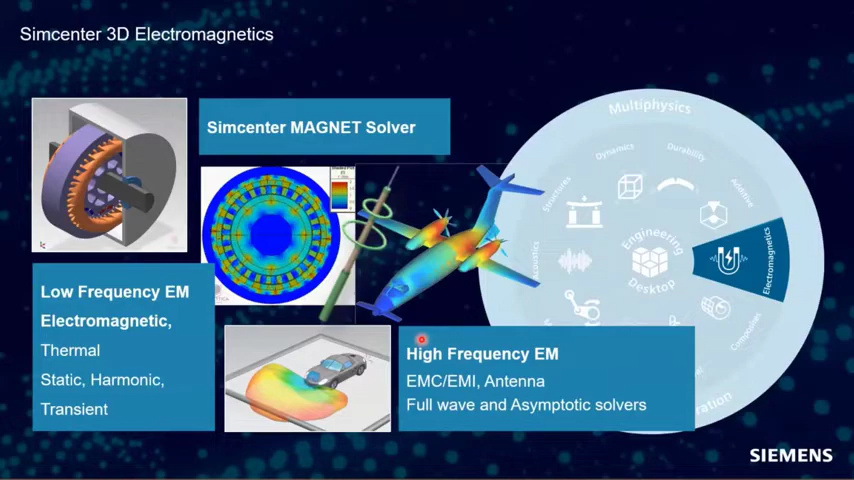 Simcenter 3D Electromagnetics
Simcenter MAGNET Solver
Low Frequency EM
Electromagnetic,
Thermal
Static, Harmonic,
Transient
High Frequency EM
EMC/EMI, Antenna
Full wave and Asymptotic solvers
Multiphysics
Dynamics
Durability
Structures
Additive
Acoustics
Engineering
Desktop
Electromagnetics
Composites
SIEMENS